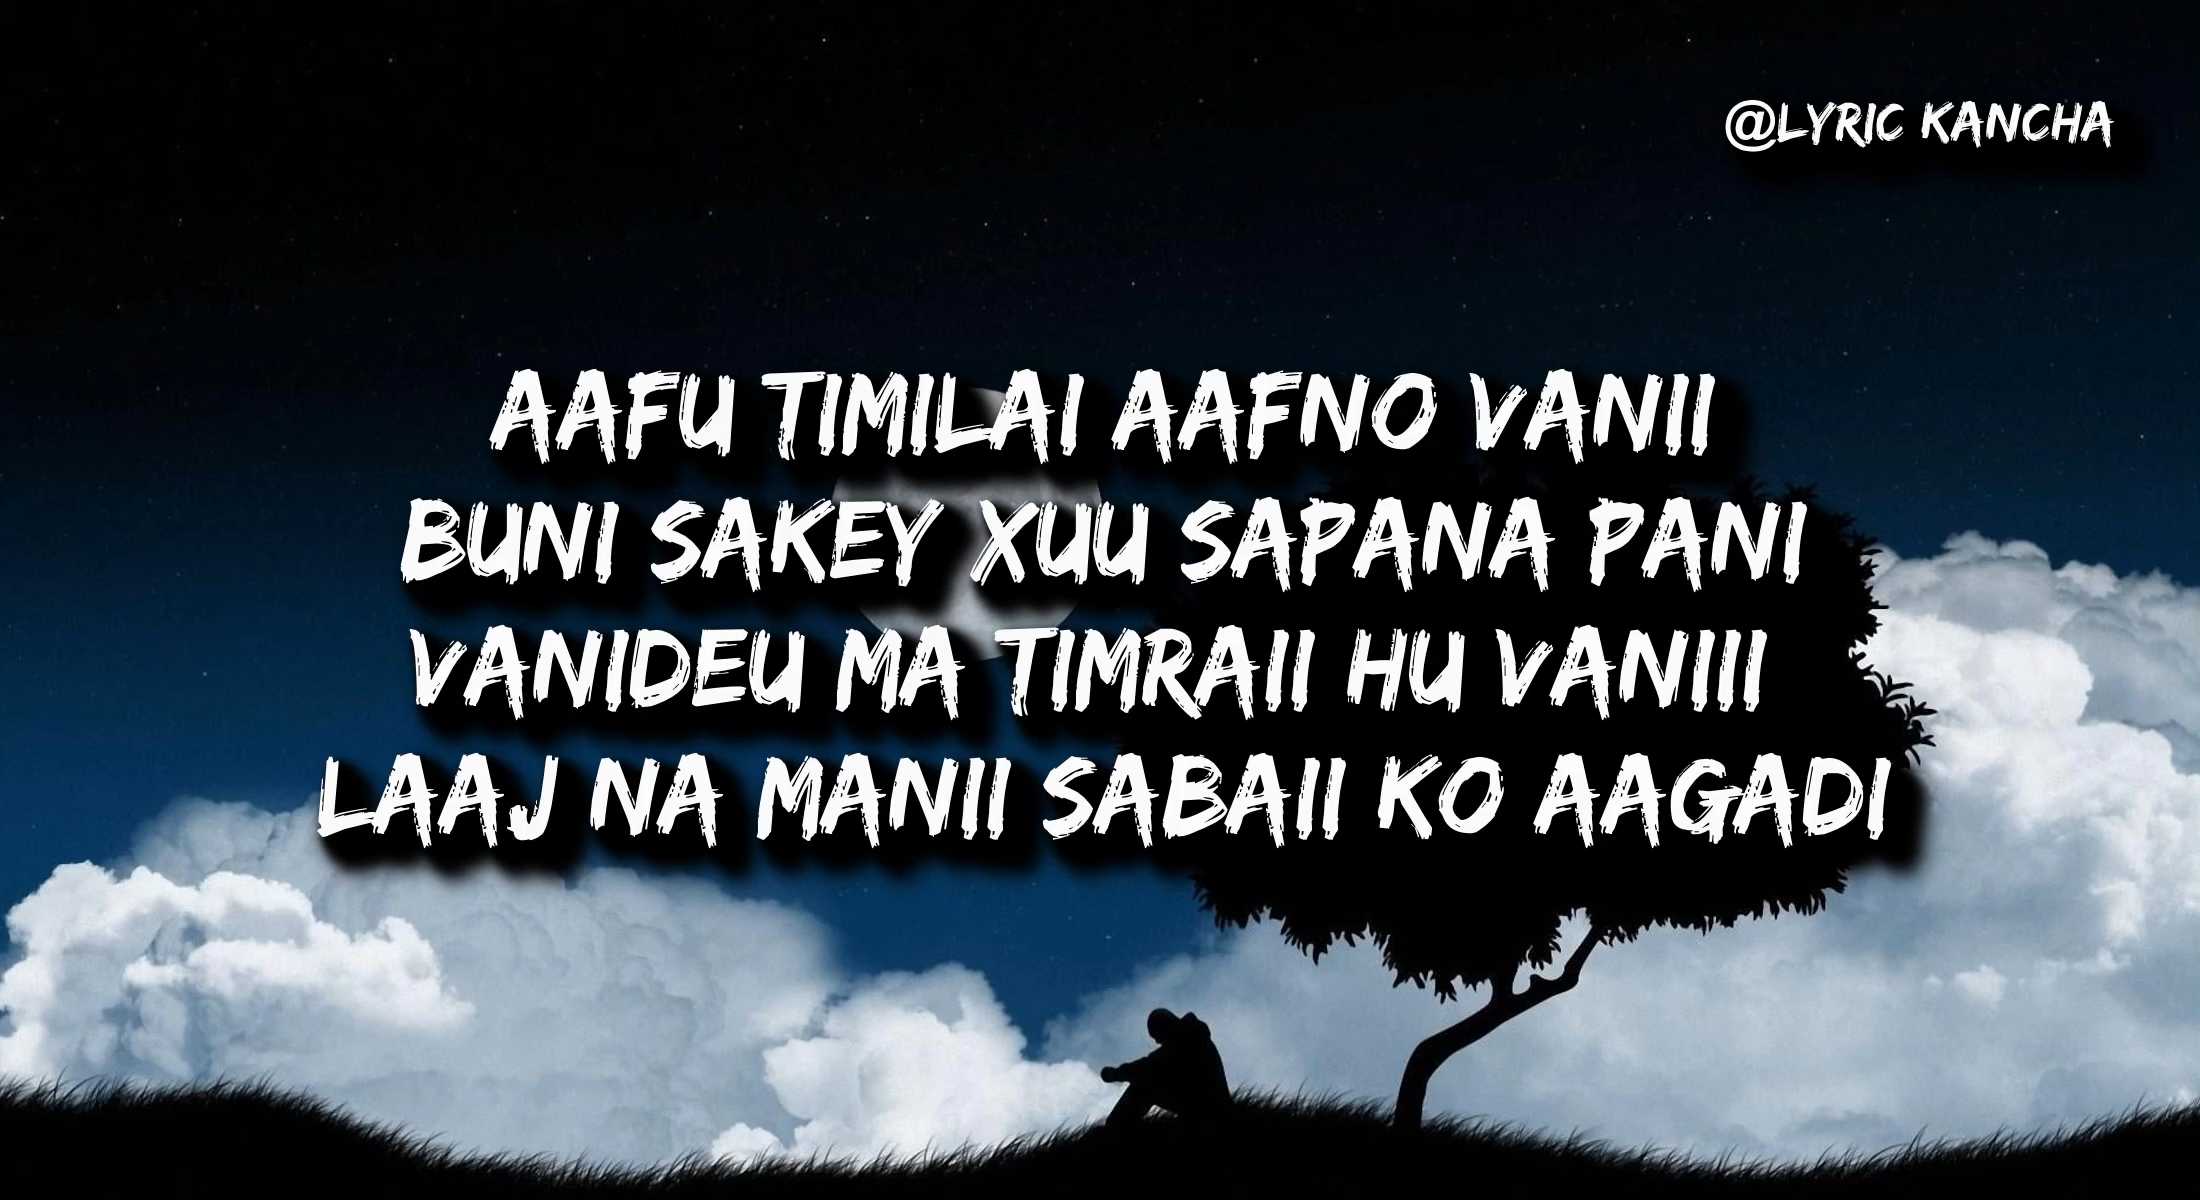 @LYRIC KANCHA
AAFU TIMILAI AAFNO VANII
BUNI SAKEY XUU SAPANA PANI
VANIDEU MA TIMRAII HU VANIII
LAAJ NA MANII SABAII KO AAGADI